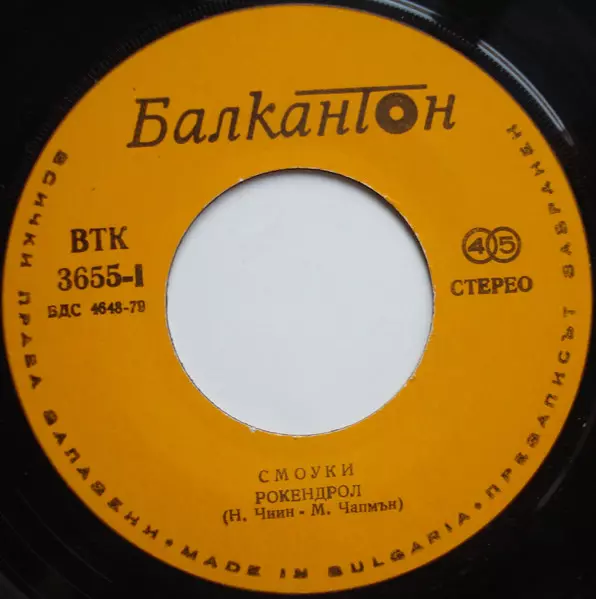 Балкантон
ВТК
3655-I
БДС 4648-79
45
СТЕРЕО
СМОУКИ
РОКЕНДРОЛ
(Н. Чнин - М. Чапмън)
ВСИЧКИ ПРАВА ЗАПАЗЕНИ • MADE IN BULGARIA • ПРЕЗАПИСЪТ ЗАБРАНЕН